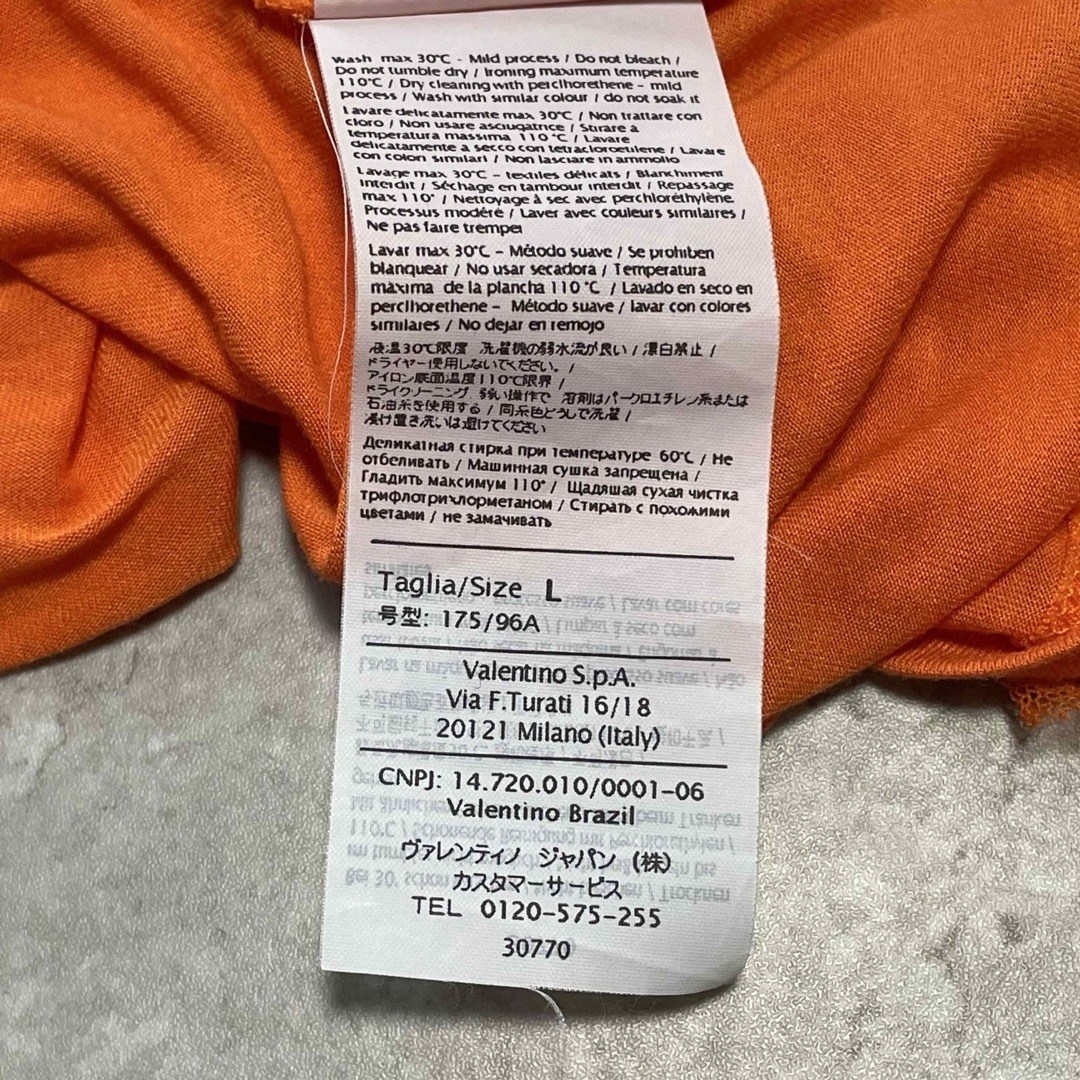 Wash max 30°C - Mild process / Do not bleach /
Do not tumble dry / Ironing maximum temperature
110°C / Dry cleaning with perclhorethene - mild
process / Wash with similar colour / do not soak it
Lavare delicatamente max 30°C / Non trattare con
cloro / Non usare asciugatrice / Stirare a
temperatura massima 110°C / Lavare
delicatamente a secco con tetracloroetilene / Lavare
con colori similari / Non lasciare in ammollo
Lavage max 30°C - textiles délicats / Blanchiment
interdit / Séchage en tambour interdit / Repassage
max 110° / Nettoyage à sec avec perchloréthylène.
Processus modéré / Laver avec couleurs similaires /
Ne pas faire tremper
Lavar max 30°C - Método suave / Se prohiben
blanquear / No usar secadora / Temperatura
máxima de la plancha 110°C / Lavado en seco en
perclhorethene - Método suave / lavar con colores
similares / No dejar en remojo
液温30℃限度 洗濯機の弱水流が良い / 漂白禁止 /
ドライヤー使用しないでください。 /
アイロン底面温度110℃限界 /
ドライクリーニング 弱い操作で 溶剤はパークロエチレン系または
石油系を使用する / 同系色どうしで洗濯 /
浸け置き洗いは避けてください
Деликатная стирка при температуре 60°C / Не
отбеливать / Машинная сушка запрещена /
Гладить максимум 110° / Щадящая сухая чистка
трифлотрихлорметаном / Стирать с похожими
цветами / не замачивать
Taglia/Size L
号型: 175/96A
Valentino S.p.A.
Via F.Turati 16/18
20121 Milano (Italy)
CNPJ: 14.720.010/0001-06
Valentino Brazil
ヴァレンティノ ジャパン (株)
カスタマーサービス
TEL 0120-575-255
30770